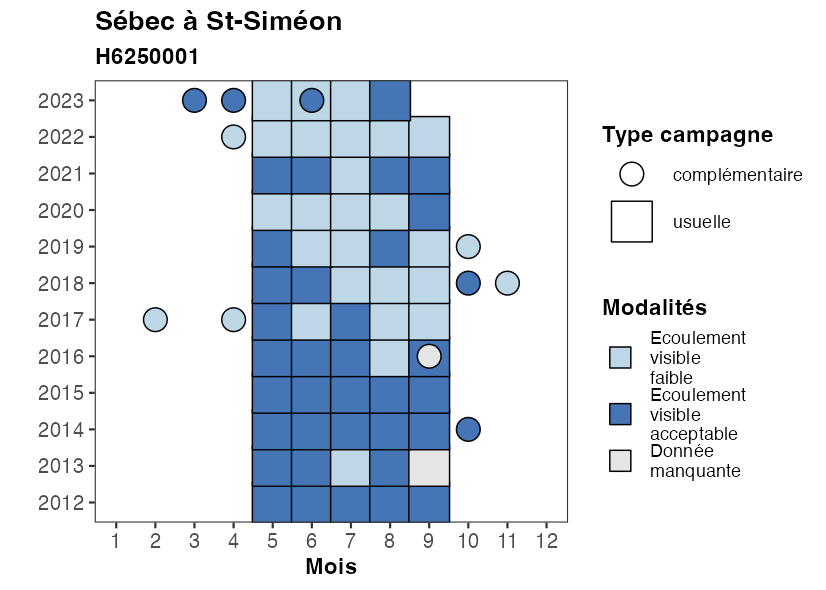 Sébec à St-Siméon
H6250001
2023
2022
2021
2020
2019
2018
2017
2016
2015
2014
2013
2012
1 2 3 4 5 6 7 8 9 10 11 12
Mois
Type campagne
complémentaire
usuelle
Modalités
Ecoulement
visible
faible
Ecoulement
visible
acceptable
Donnée
manquante